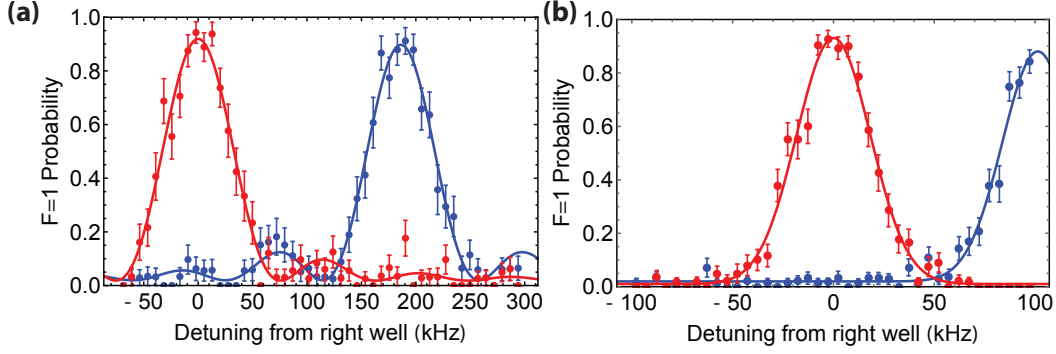 (a)
F=1 Probability
1.0
0.8
0.6
0.4
0.2
0.0
- 50 0 50 100 150 200 250 300
Detuning from right well (kHz)
(b)
F=1 Probability
1.0
0.8
0.6
0.4
0.2
0.0
- 100 - 50 0 50 100
Detuning from right well (kHz)